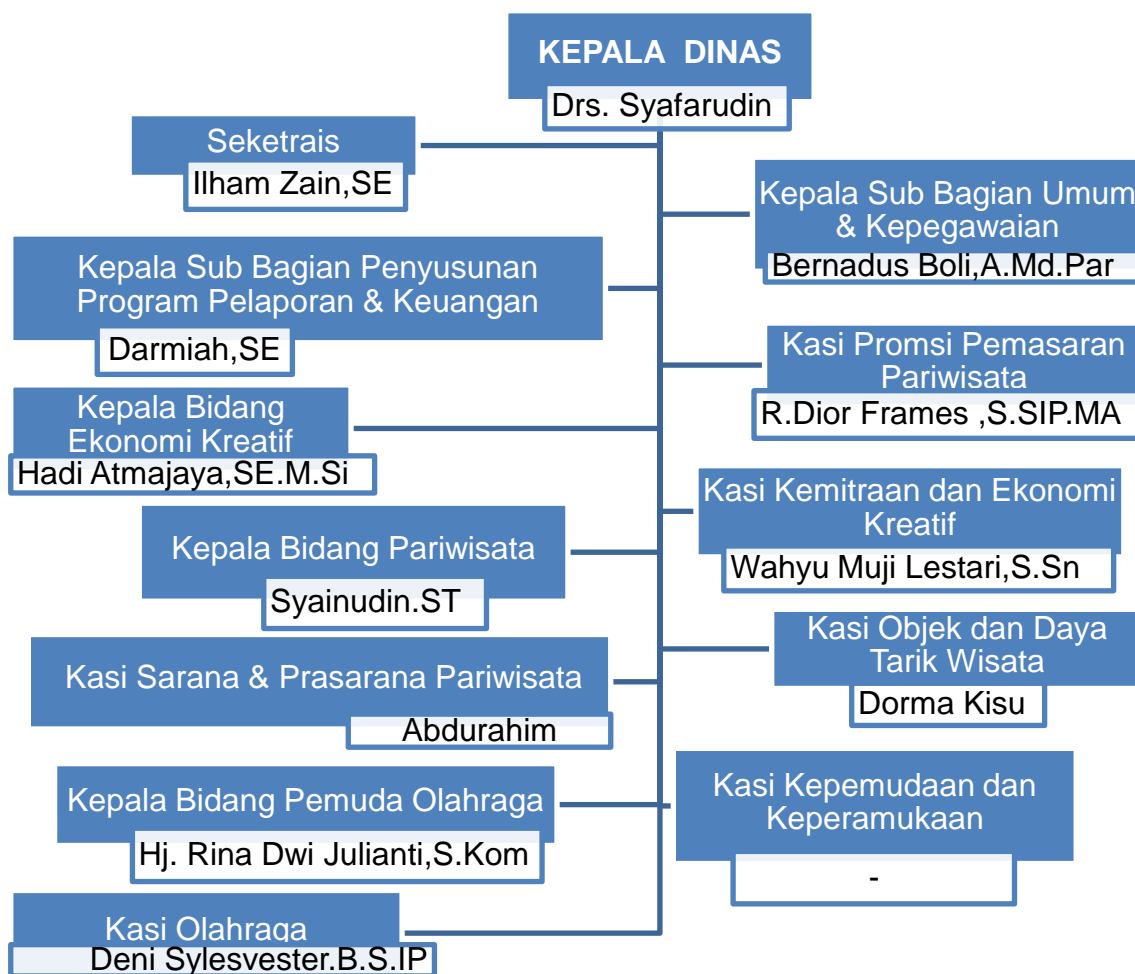 KEPALA DINAS
Drs. Syafarudin
Seketrais
Ilham Zain,SE
Kepala Sub Bagian Umum
& Kepegawaian
Bernadus Boli,A.Md.Par
Kepala Sub Bagian Penyusunan
Program Pelaporan & Keuangan
Darmiah,SE
Kasi Promsi Pemasaran
Pariwisata
R.Dior Frames ,S.SIP.MA
Kepala Bidang
Ekonomi Kreatif
Hadi Atmajaya,SE.M.Si
Kasi Kemitraan dan Ekonomi
Kreatif
Wahyu Muji Lestari,S.Sn
Kepala Bidang Pariwisata
Syainudin.ST
Kasi Objek dan Daya
Tarik Wisata
Dorma Kisu
Kasi Sarana & Prasarana Pariwisata
Abdurahim
Kepala Bidang Pemuda Olahraga
Hj. Rina Dwi Julianti,S.Kom
Kasi Kepemudaan dan
Keperamukaan
-
Kasi Olahraga
Deni Sylesvester.B.S.IP